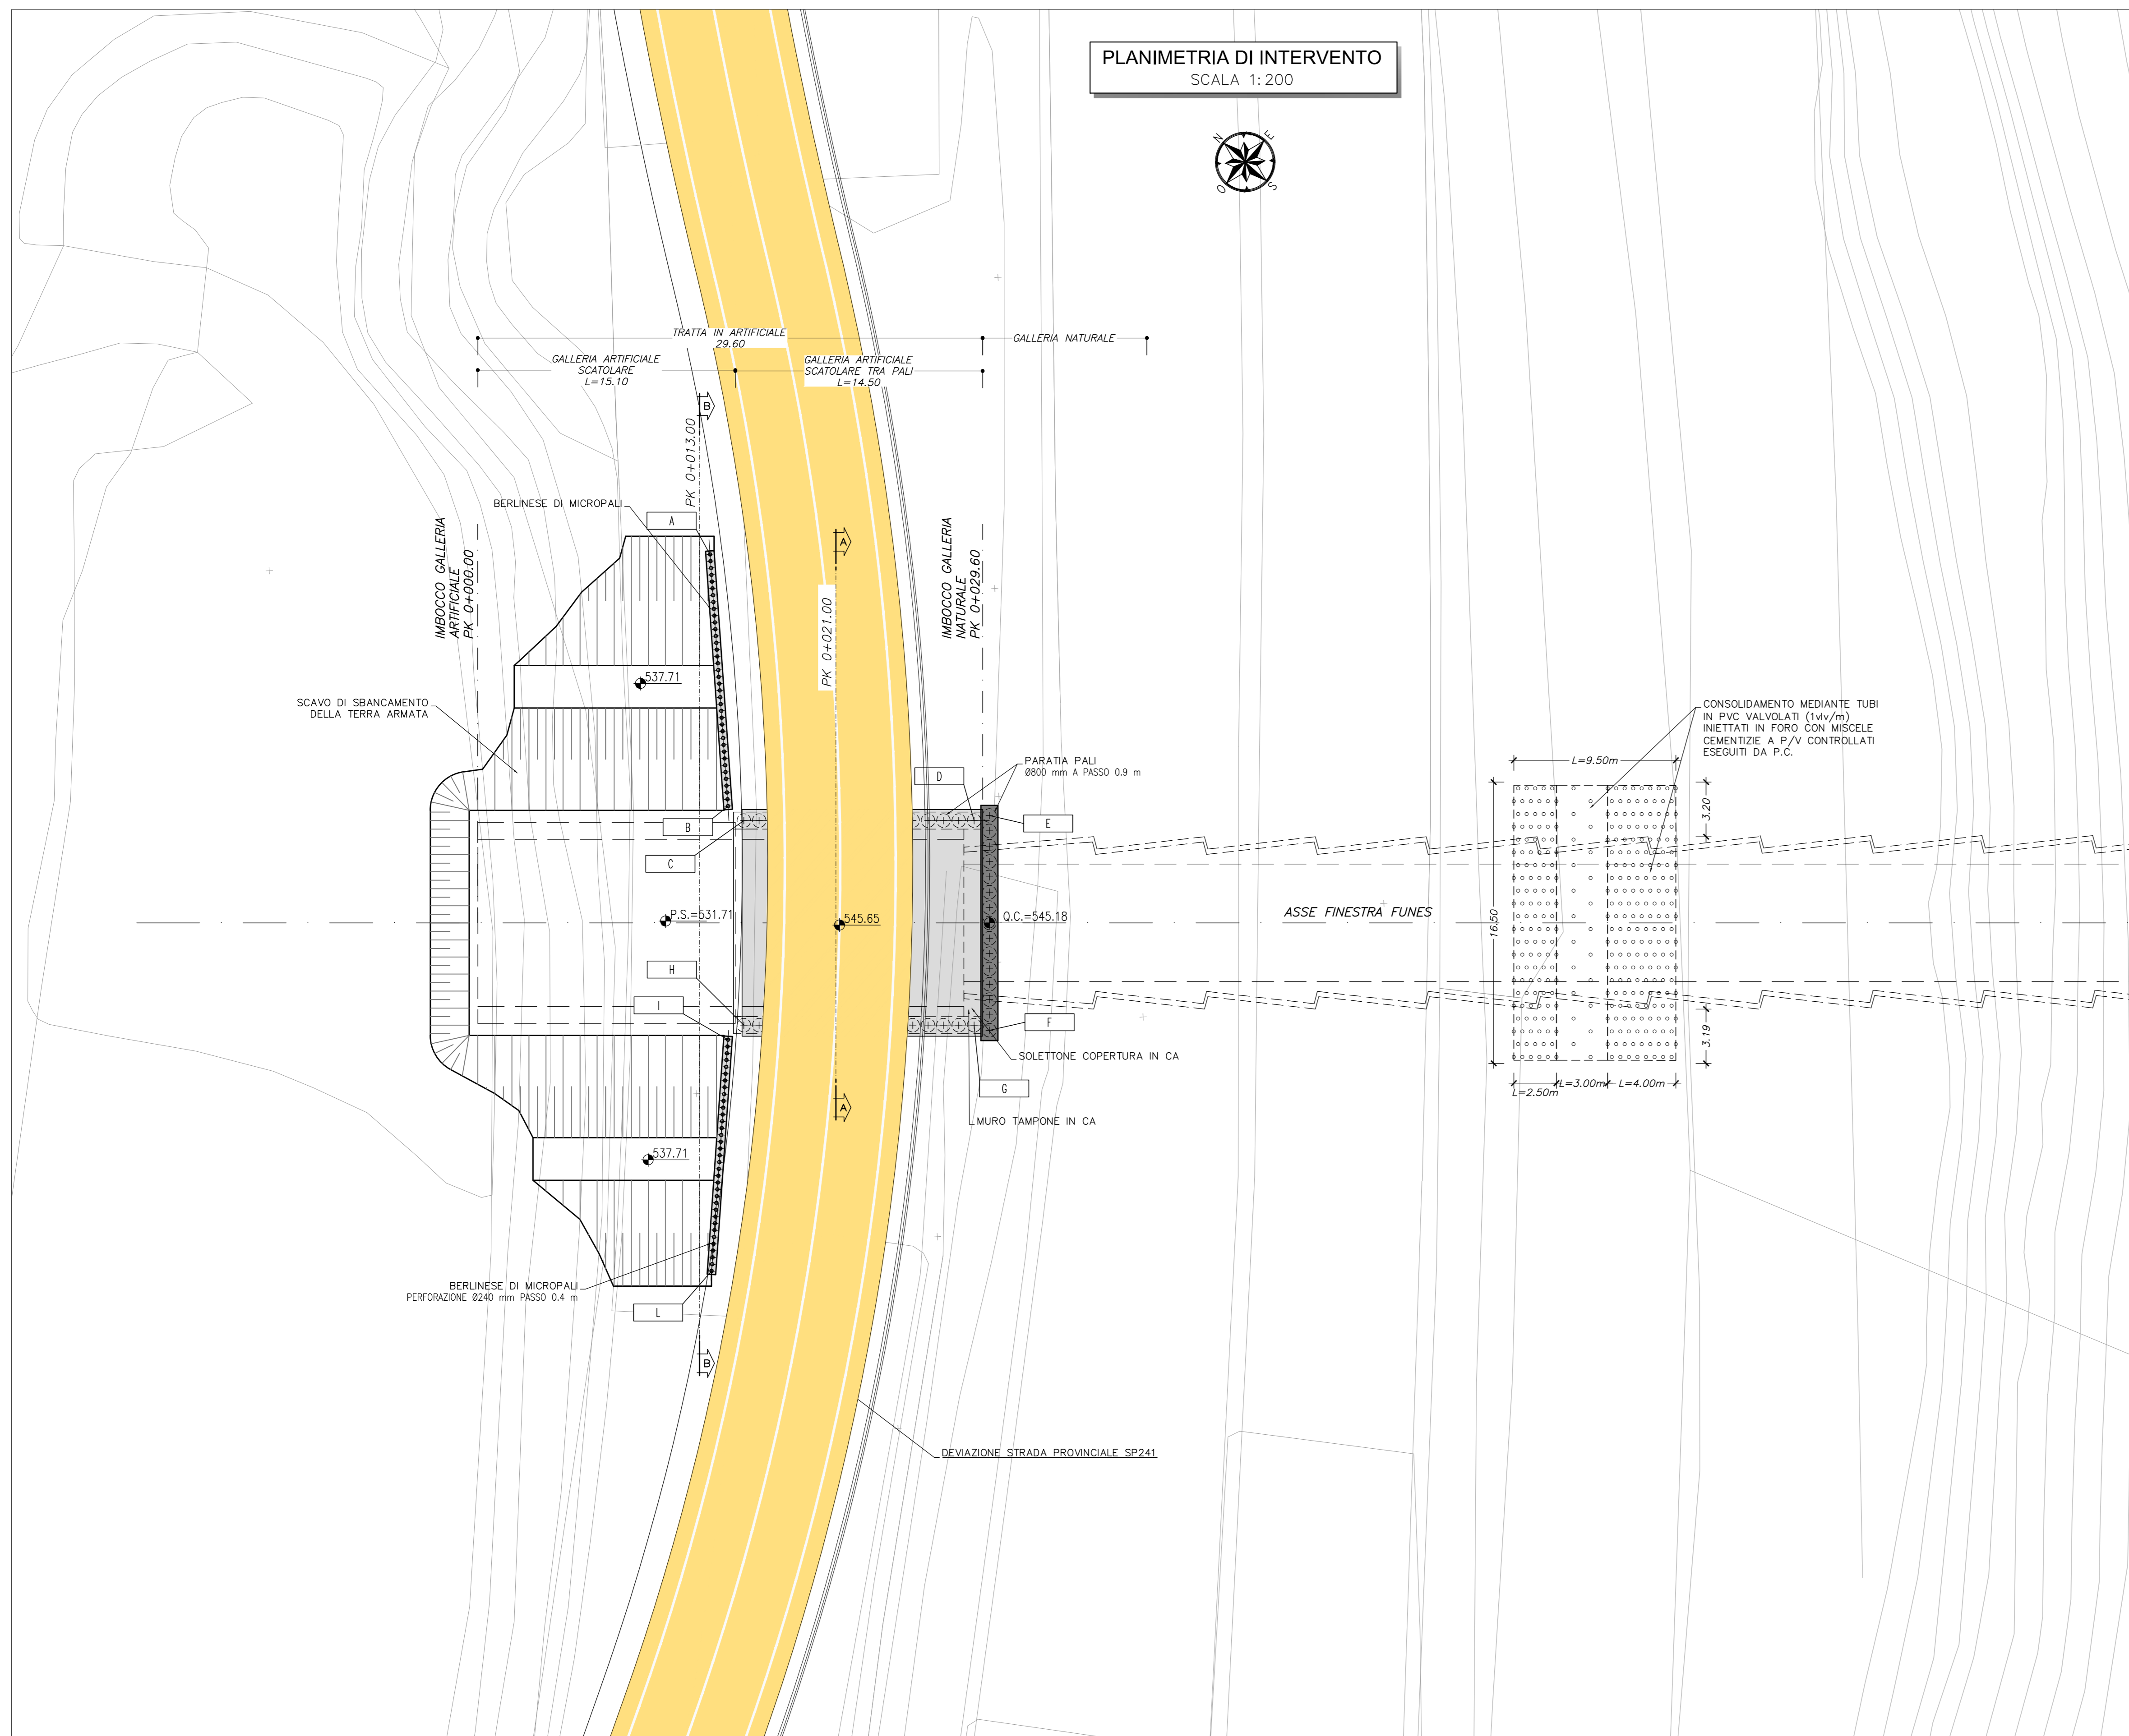 PLANIMETRIA DI INTERVENTO
SCALA 1:200
N
E
O
S
TRATTA IN ARTIFICIALE
29.60
GALLERIA NATURALE
GALLERIA ARTIFICIALE
SCATOLARE
L=15.10
GALLERIA ARTIFICIALE
SCATOLARE TRA PALI
L=14.50
B
PK 0+013.00
BERLINESE DI MICROPALI
A
IMBOCCO GALLERIA
ARTIFICIALE
PK 0+000.00
A
PK 0+021.00
IMBOCCO GALLERIA
NATURALE
PK 0+029.60
537.71
SCAVO DI SBANCAMENTO
DELLA TERRA ARMATA
CONSOLIDAMENTO MEDIANTE TUBI
IN PVC VALVOLATI (1vlv/m)
INIETTATI IN FORO CON MISCELE
CEMENTIZIE A P/V CONTROLLATI
ESEGUITI DA P.C.
PARATIA PALI
Ø800 mm A PASSO 0.9 m
D
L=9.50m
3.20
B
E
C
P.S.=531.71
545.65
Q.C.=545.18
ASSE FINESTRA FUNES
16.50
H
I
F
3.19
SOLETTONE COPERTURA IN CA
G
L=2.50m
L=3.00m
L=4.00m
A
MURO TAMPONE IN CA
537.71
BERLINESE DI MICROPALI
PERFORAZIONE Ø240 mm PASSO 0.4 m
L
B
DEVIAZIONE STRADA PROVINCIALE SP241